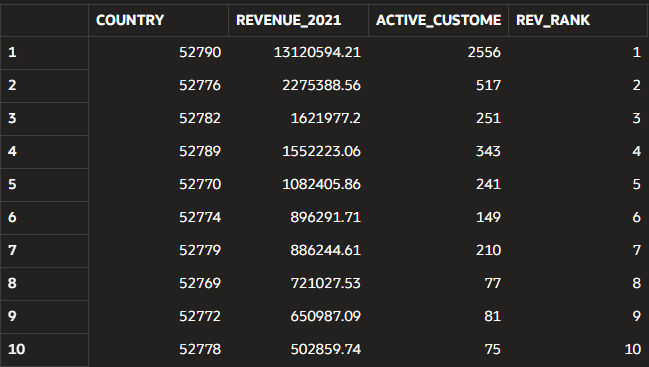 COUNTRY REVENUE_2021 ACTIVE_CUSTOME REV_RANK
1 52790 13120594.21 2556 1
2 52776 2275388.56 517 2
3 52782 1621977.2 251 3
4 52789 1552223.06 343 4
5 52770 1082405.86 241 5
6 52774 896291.71 149 6
7 52779 886244.61 210 7
8 52769 721027.53 77 8
9 52772 650987.09 81 9
10 52778 502859.74 75 10